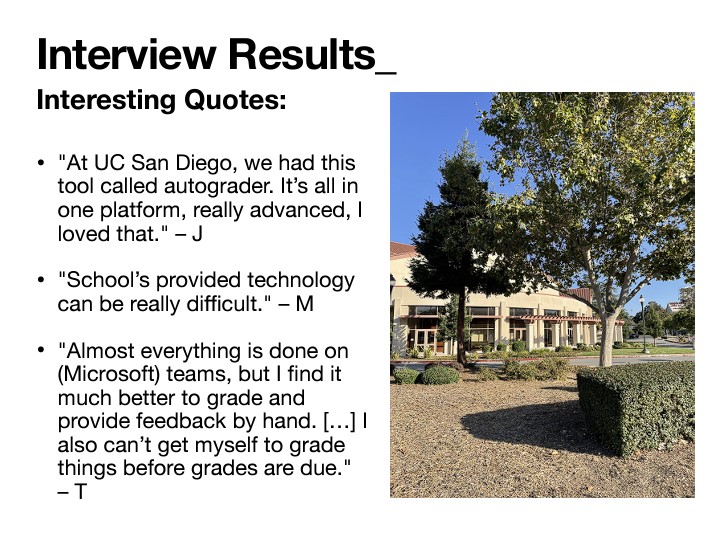 Interview Results_
Interesting Quotes:
• "At UC San Diego, we had this
tool called autograder. It’s all in
one platform, really advanced, I
loved that." – J
• "School’s provided technology
can be really difficult." – M
• "Almost everything is done on
(Microsoft) teams, but I find it
much better to grade and
provide feedback by hand. […] I
also can’t get myself to grade
things before grades are due."
– T